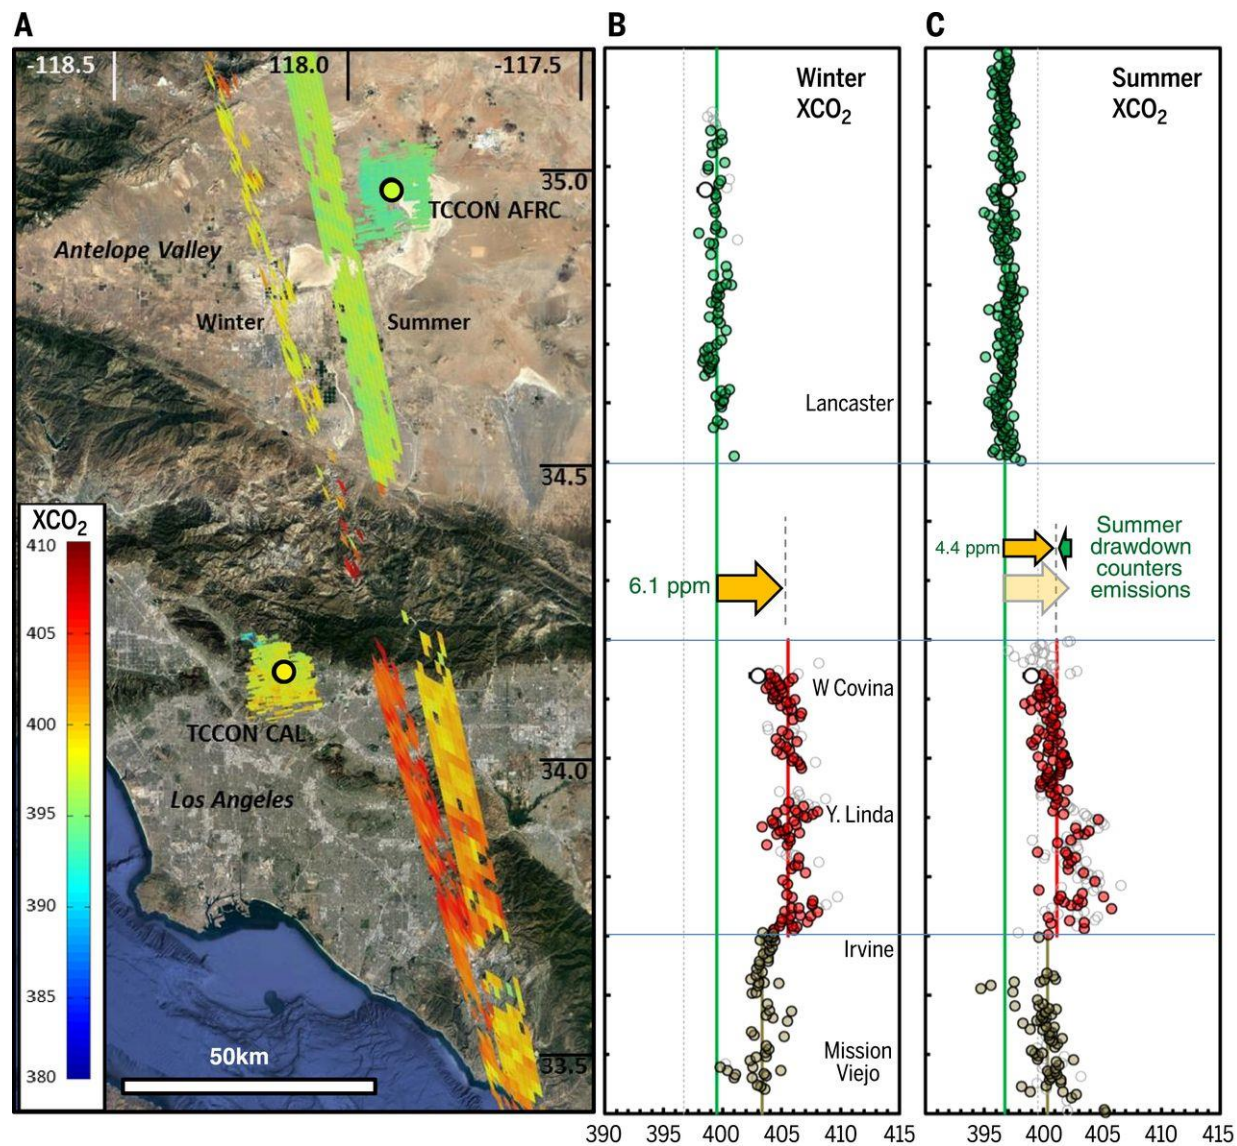 A
B
C
-118.5
118.0
-117.5
35.0
TCCON AFRC
Antelope Valley
Winter
Summer
34.5
XCO2
410
405
400
395
390
385
380
TCCON CAL
34.0
Los Angeles
50km
33.5
Winter
XCO2
Lancaster
6.1 ppm
W Covina
Y. Linda
Irvine
Mission
Viejo
390
395
400
405
410
415
Summer
XCO2
4.4 ppm
Summer
drawdown
counters
emissions
395
400
405
410
415